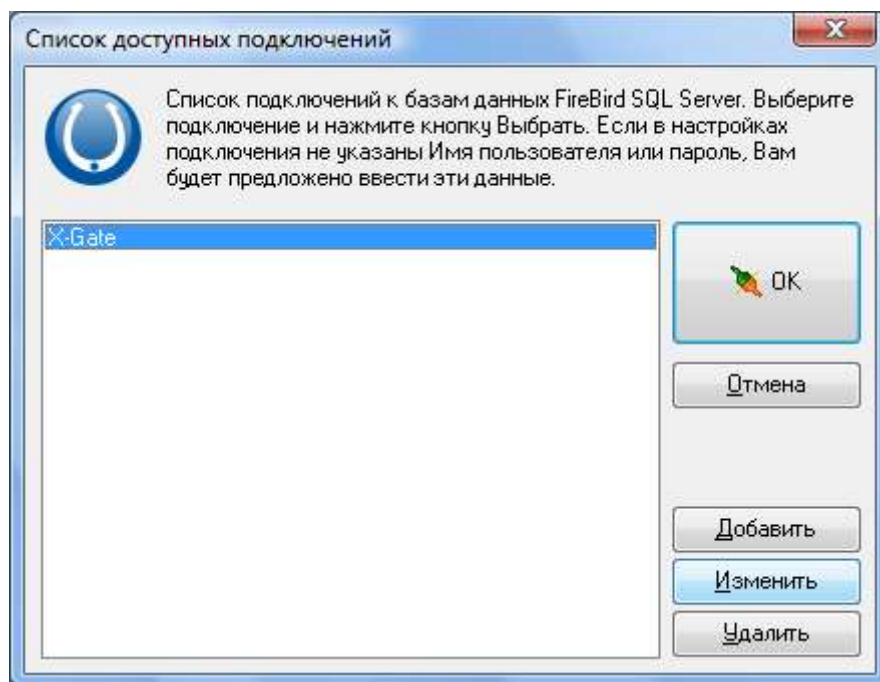 Список доступных подключений
Список подключений к базам данных FireBird SQL Server. Выберите
подключение и нажмите кнопку Выбрать. Если в настройках
подключения не указаны Имя пользователя или пароль, Вам
будет предложено ввести эти данные.
X-Gate
OK
Отмена
Добавить
Изменить
Удалить